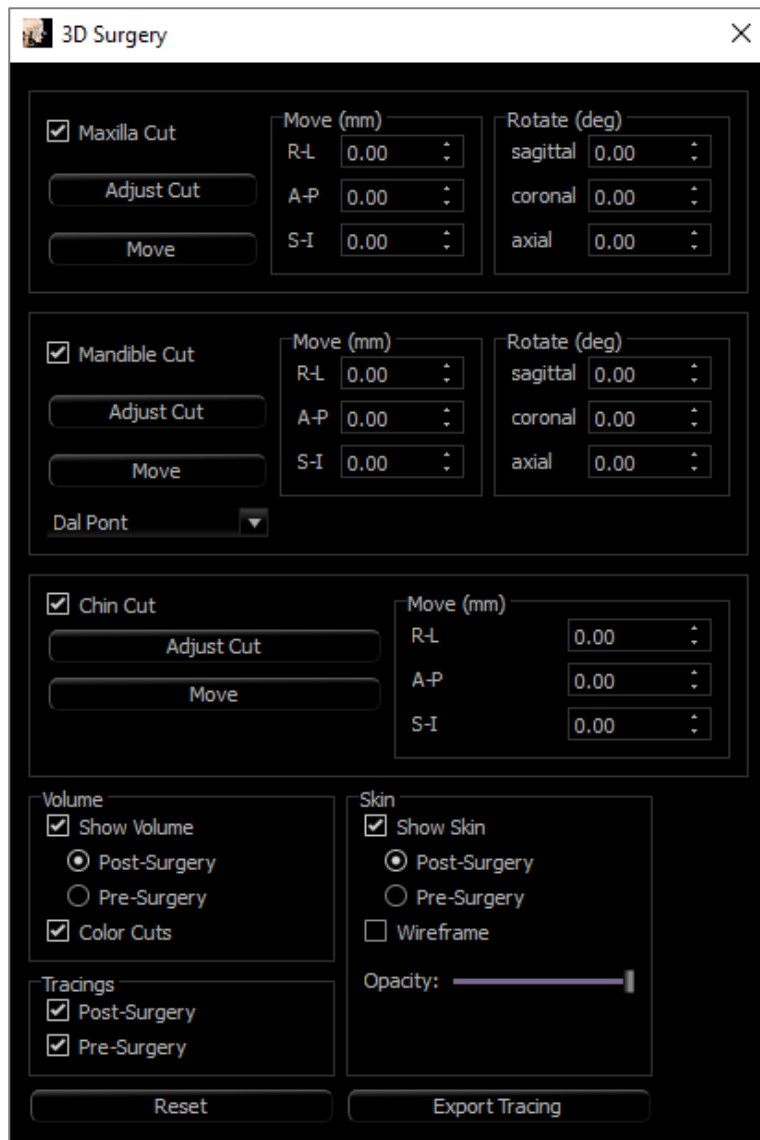 3D Surgery
Maxilla Cut
Adjust Cut
Move
Move (mm)
R-L 0.00
A-P 0.00
S-I 0.00
Rotate (deg)
sagittal 0.00
coronal 0.00
axial 0.00
Mandible Cut
Adjust Cut
Move
Dal Pont
Move (mm)
R-L 0.00
A-P 0.00
S-I 0.00
Rotate (deg)
sagittal 0.00
coronal 0.00
axial 0.00
Chin Cut
Adjust Cut
Move
Move (mm)
R-L 0.00
A-P 0.00
S-I 0.00
Volume
Show Volume
Post-Surgery
Pre-Surgery
Color Cuts
Tracings
Post-Surgery
Pre-Surgery
Skin
Show Skin
Post-Surgery
Pre-Surgery
Wireframe
Opacity:
Reset
Export Tracing